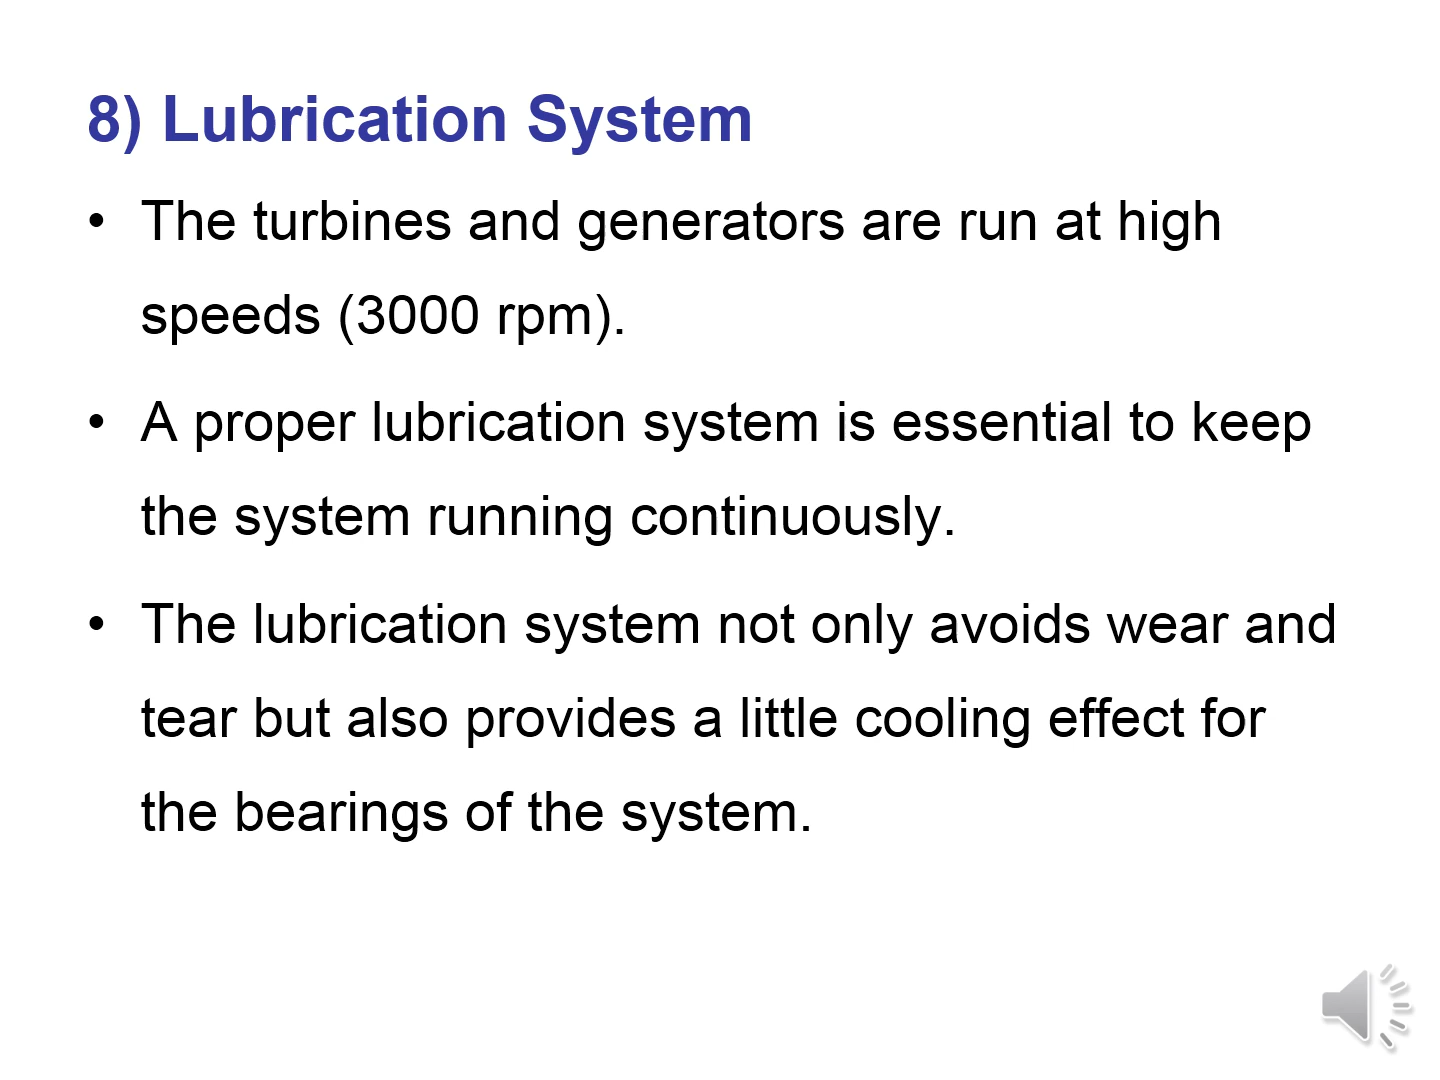 8) Lubrication System
• The turbines and generators are run at high
speeds (3000 rpm).
• A proper lubrication system is essential to keep
the system running continuously.
• The lubrication system not only avoids wear and
tear but also provides a little cooling effect for
the bearings of the system.